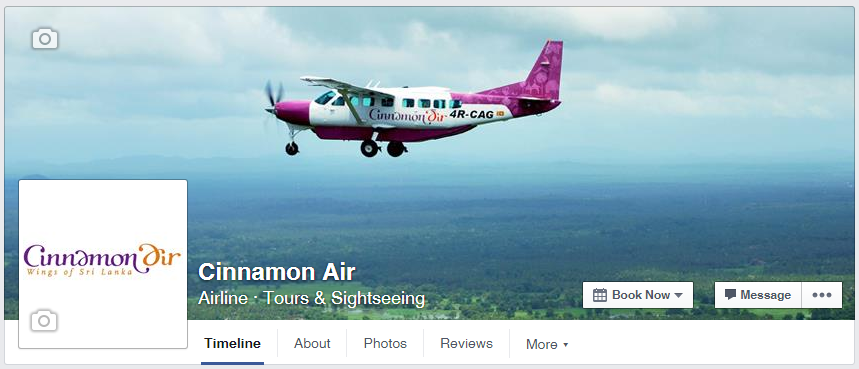 Cinnamon Air 4R-CAG
Cinnamon Air
Wings of Sri Lanka
Cinnamon Air
Airline · Tours & Sightseeing
Book Now
Message
Timeline
About
Photos
Reviews
More